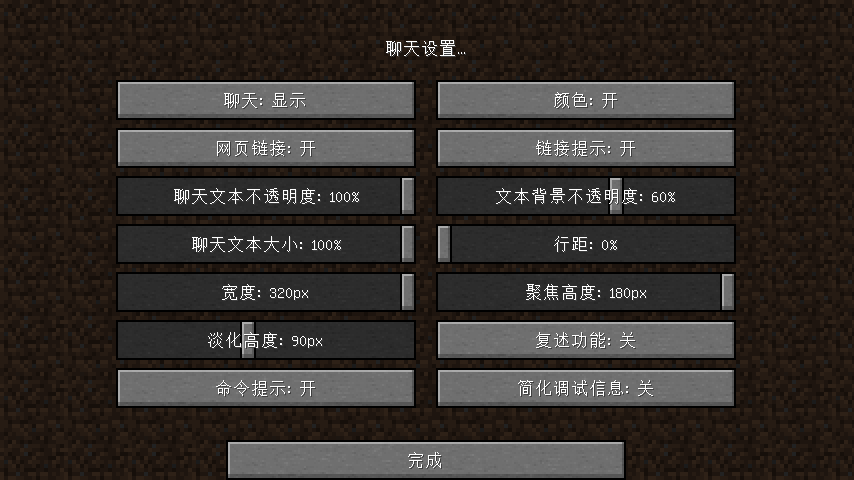 聊天设置…
聊天: 显示
颜色: 开
网页链接: 开
链接提示: 开
聊天文本不透明度: 100%
文本背景不透明度: 60%
聊天文本大小: 100%
行距: 0%
宽度: 320px
聚焦高度: 180px
淡化高度: 90px
复述功能: 关
命令提示: 开
简化调试信息: 关
完成